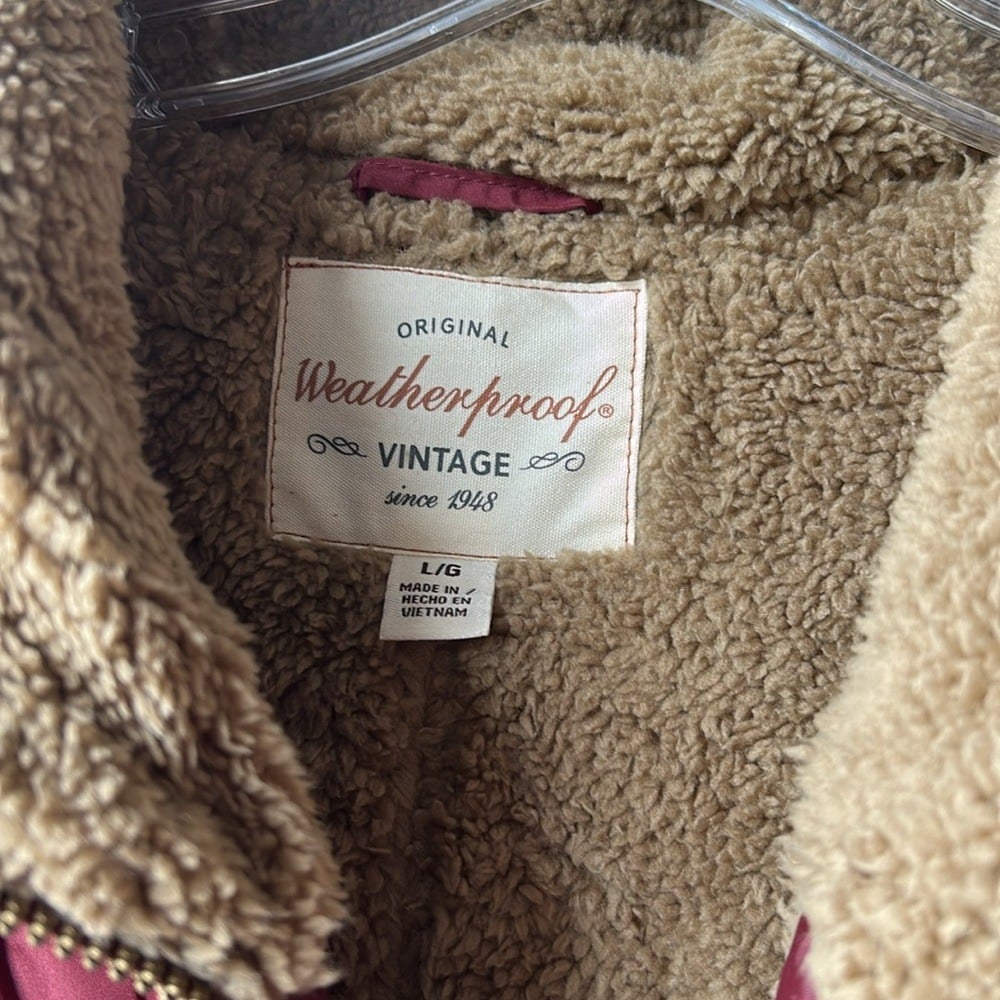 ORIGINAL
Weatherproof®
VINTAGE
since 1948
L/G
MADE IN /
HECHO EN
VIETNAM